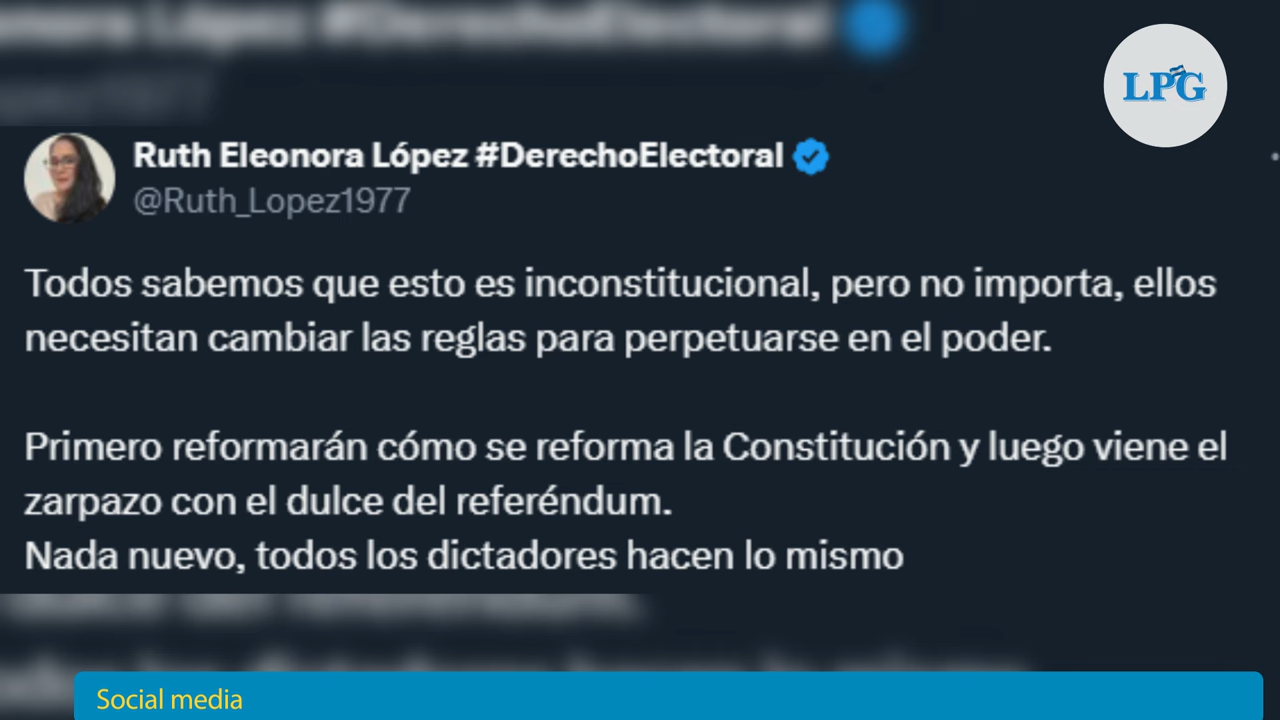 LPG
Ruth Eleonora López #DerechoElectoral
@Ruth_Lopez1977
Todos sabemos que esto es inconstitucional, pero no importa, ellos
necesitan cambiar las reglas para perpetuarse en el poder.
Primero reformarán cómo se reforma la Constitución y luego viene el
zarpazo con el dulce del referéndum.
Nada nuevo, todos los dictadores hacen lo mismo
Social media